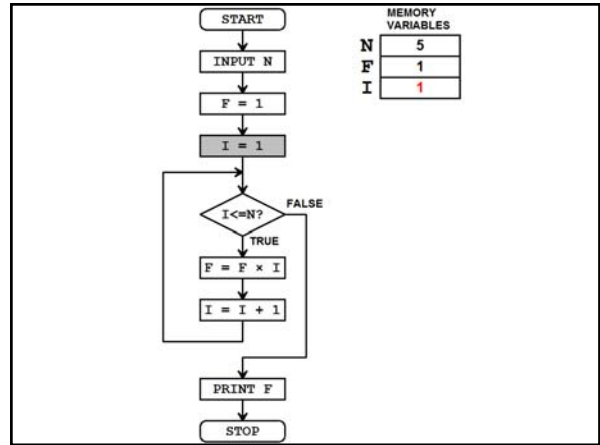 START
INPUT N
F = 1
I = 1
I<=N?
FALSE
TRUE
F = F × I
I = I + 1
PRINT F
STOP
MEMORY
VARIABLES
N 5
F 1
I 1